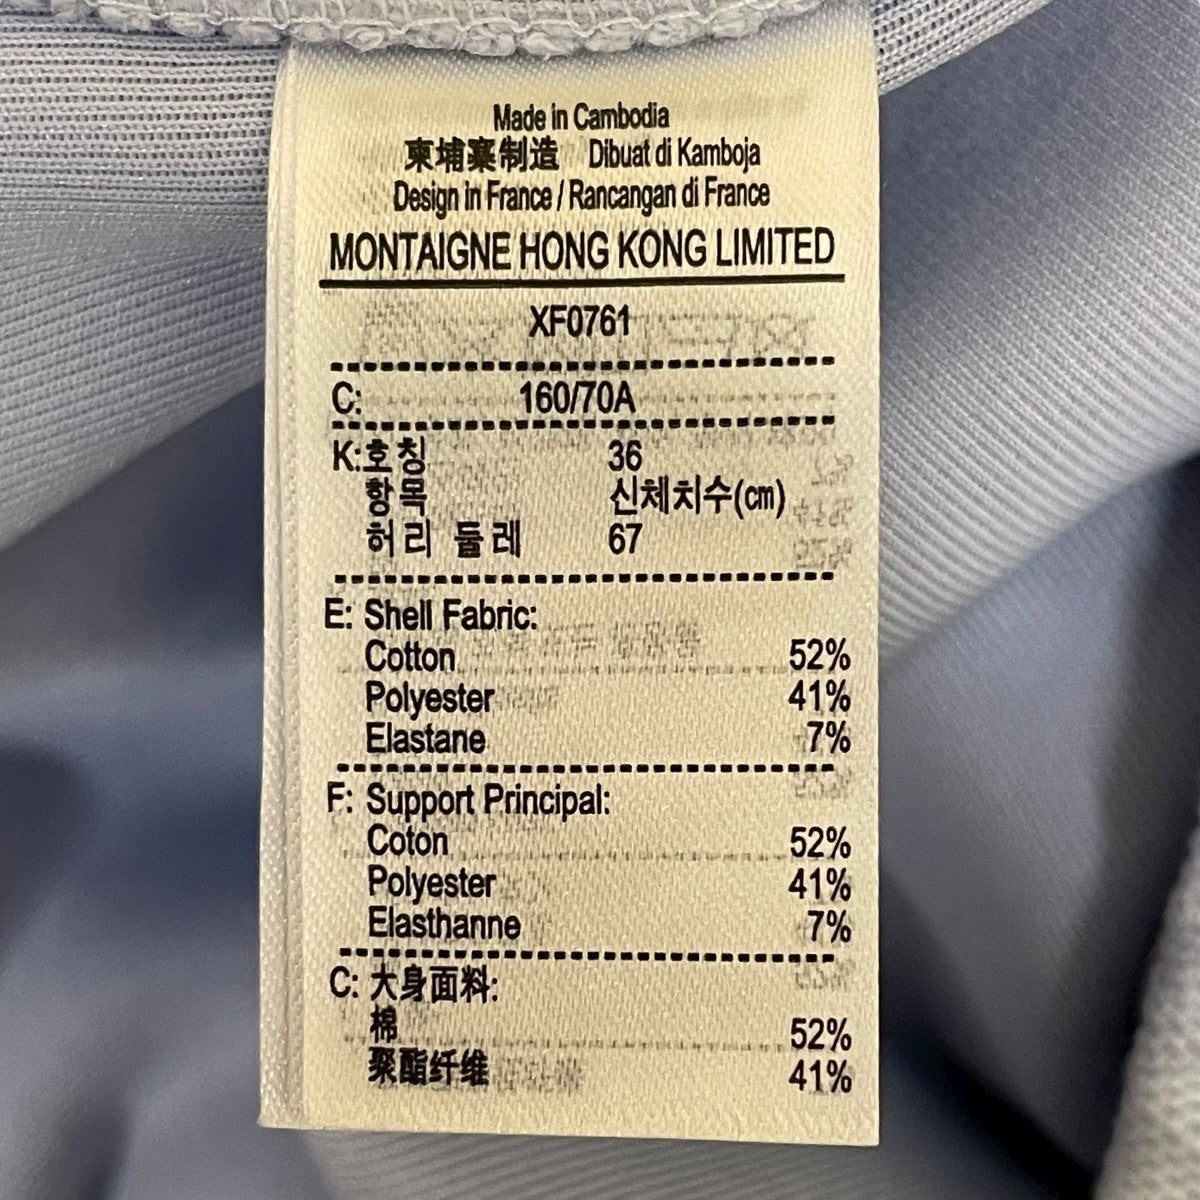 Made in Cambodia
柬埔寨制造 Dibuat di Kamboja
Design in France / Rancangan di France
MONTAIGNE HONG KONG LIMITED
XF0761
C: 160/70A
K:호칭 36
항목 신체치수(cm)
허리 둘레 67
E: Shell Fabric:
Cotton 52%
Polyester 41%
Elastane 7%
F: Support Principal:
Coton 52%
Polyester 41%
Elasthanne 7%
C: 大身面料:
棉 52%
聚酯纤维 41%